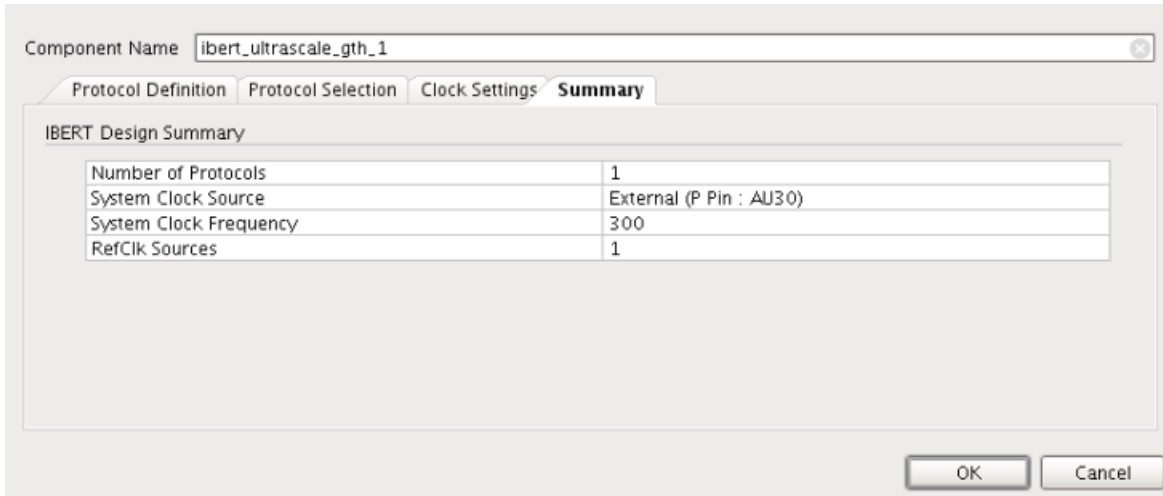 Component Name ibert_ultrascale_gth_1
Protocol Definition Protocol Selection Clock Settings Summary
IBERT Design Summary
Number of Protocols 1
System Clock Source External (P Pin : AU30)
System Clock Frequency 300
RefClk Sources 1
OK Cancel